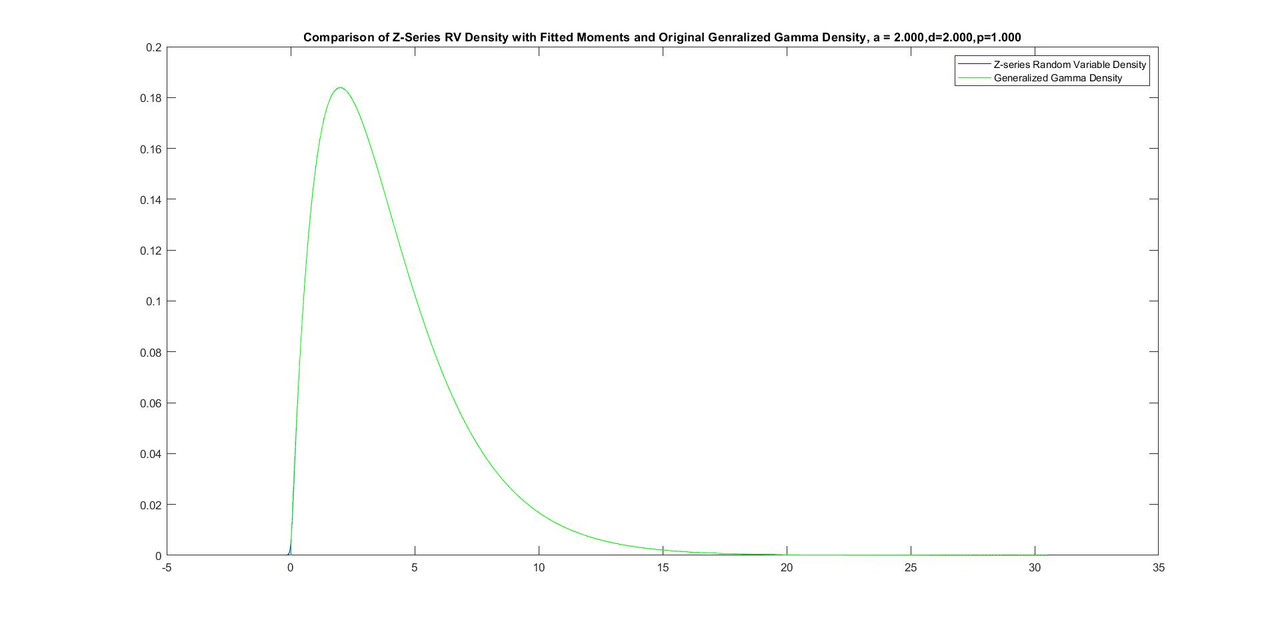 Comparison of Z-Series RV Density with Fitted Moments and Original Genralized Gamma Density, a = 2.000,d=2.000,p=1.000
Z-series Random Variable Density
Generalized Gamma Density
0.2
0.18
0.16
0.14
0.12
0.1
0.08
0.06
0.04
0.02
0
-5 0 5 10 15 20 25 30 35